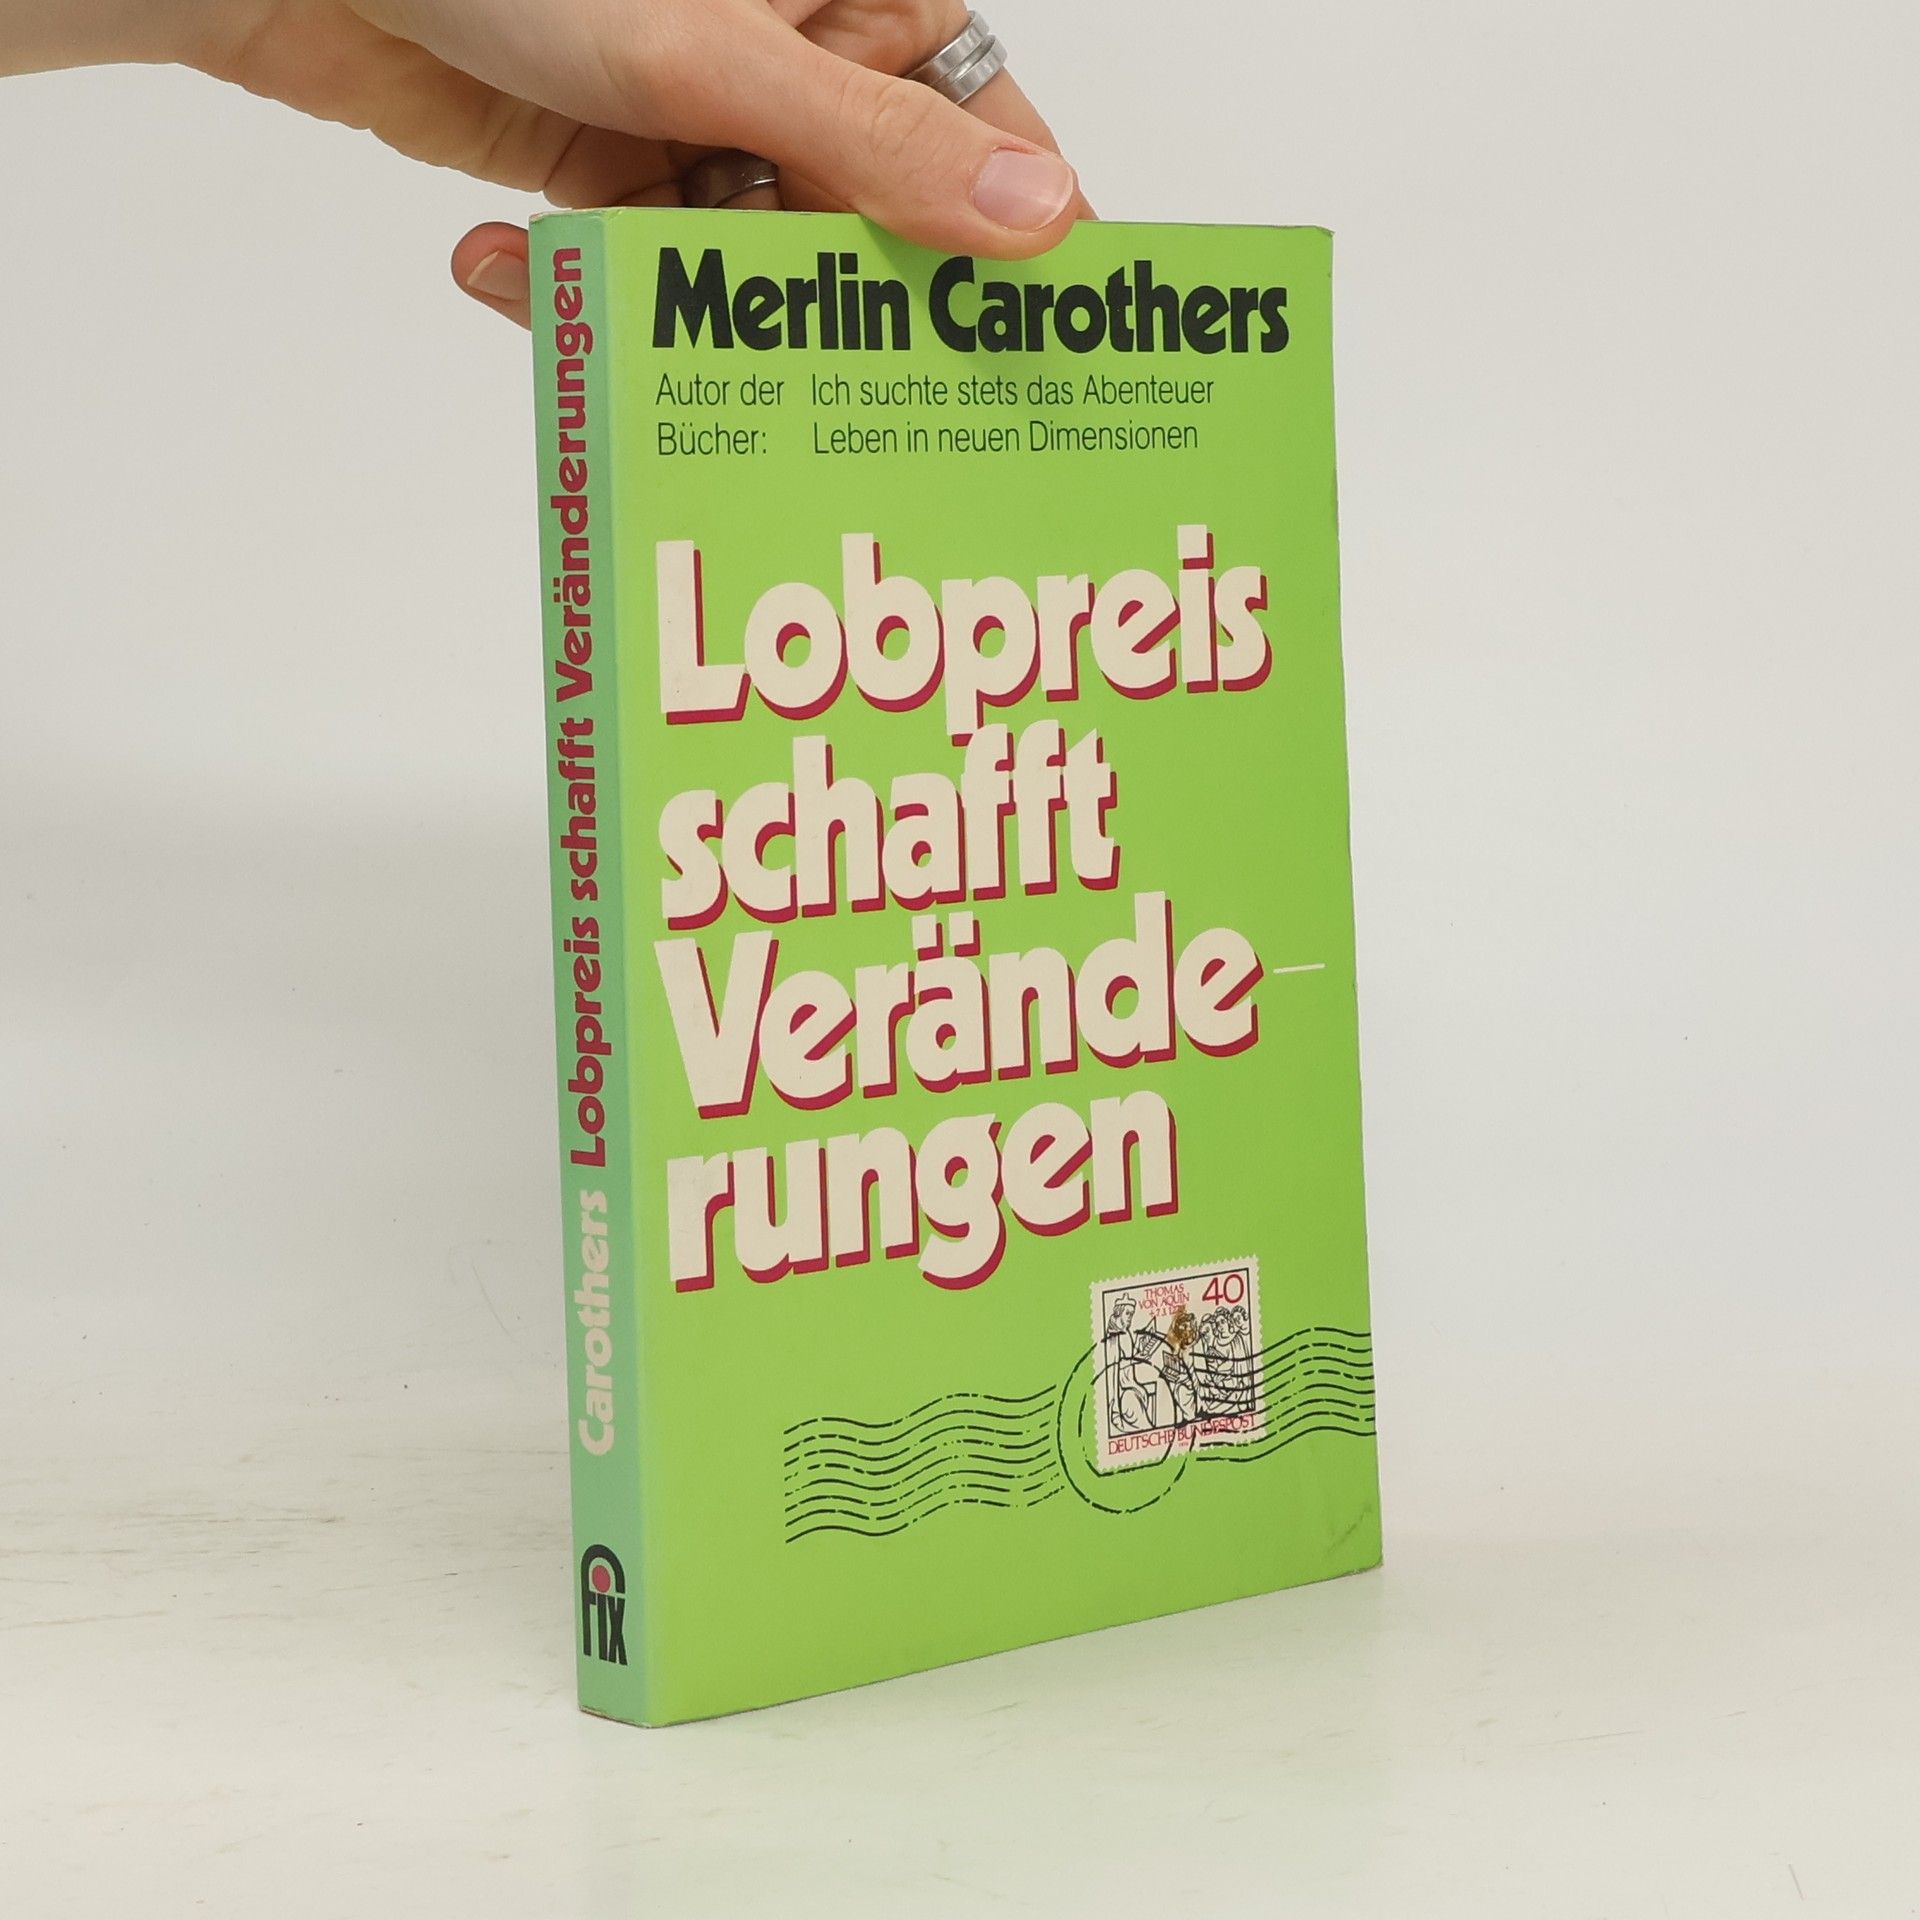 Merlin Carothers
Autor der Ich suchte stets das Abenteuer
Bücher: Leben in neuen Dimensionen
Lobpreis
schafft
Verände-
rungen
THOMAS
VON AQUIN
40
DEUTSCHE BUNDESPOST
Carothers Lobpreis schafft Veränderungen
fix